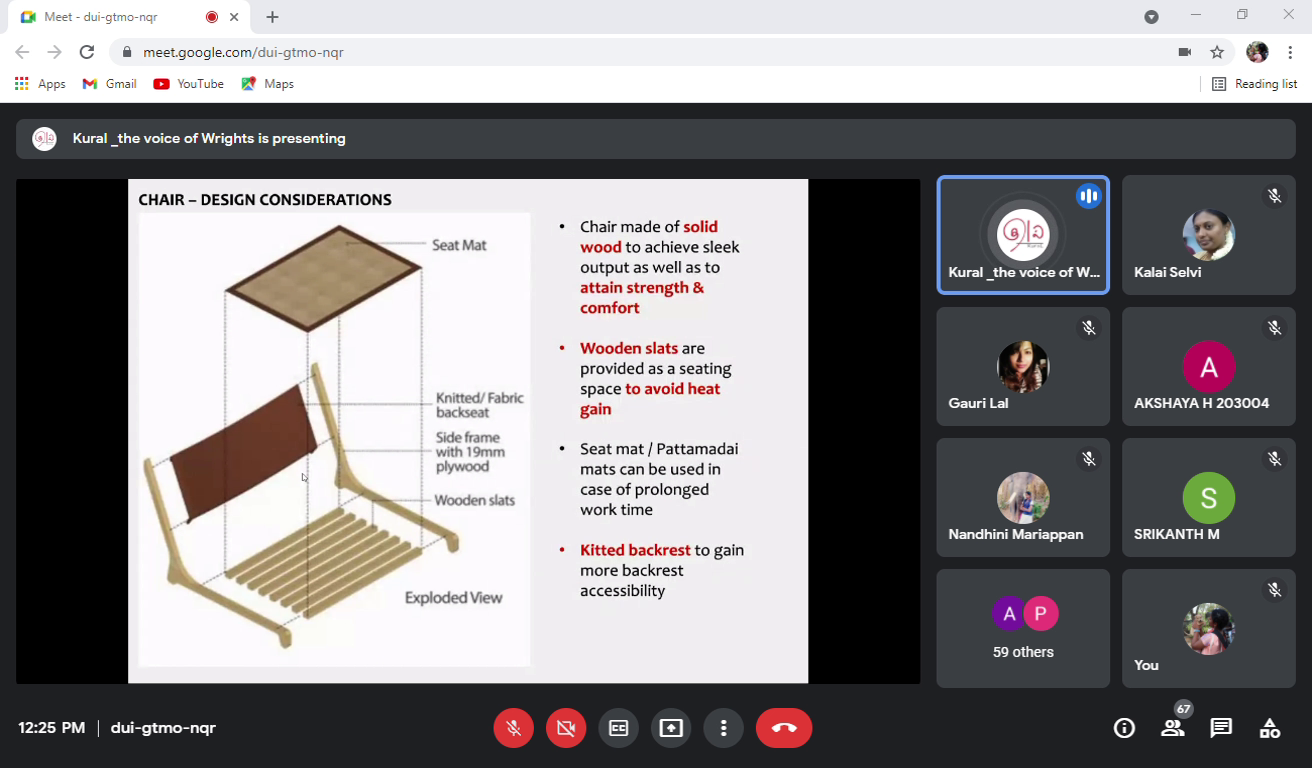 Meet - dui-gtmo-nqr
meet.google.com/dui-gtmo-nqr
Apps
Gmail
YouTube
Maps
Reading list
Kural _the voice of Wrights is presenting
CHAIR – DESIGN CONSIDERATIONS
Seat Mat
Knitted/ Fabric
backseat
Side frame
with 19mm
plywood
Wooden slats
Exploded View
• Chair made of solid
wood to achieve sleek
output as well as to
attain strength &
comfort
• Wooden slats are
provided as a seating
space to avoid heat
gain
• Seat mat / Pattamadai
mats can be used in
case of prolonged
work time
• Kitted backrest to gain
more backrest
accessibility
Kural _the voice of W...
Kalai Selvi
Gauri Lal
A
AKSHAYA H 203004
Nandhini Mariappan
S
SRIKANTH M
A P
59 others
You
12:25 PM | dui-gtmo-nqr
CC
67